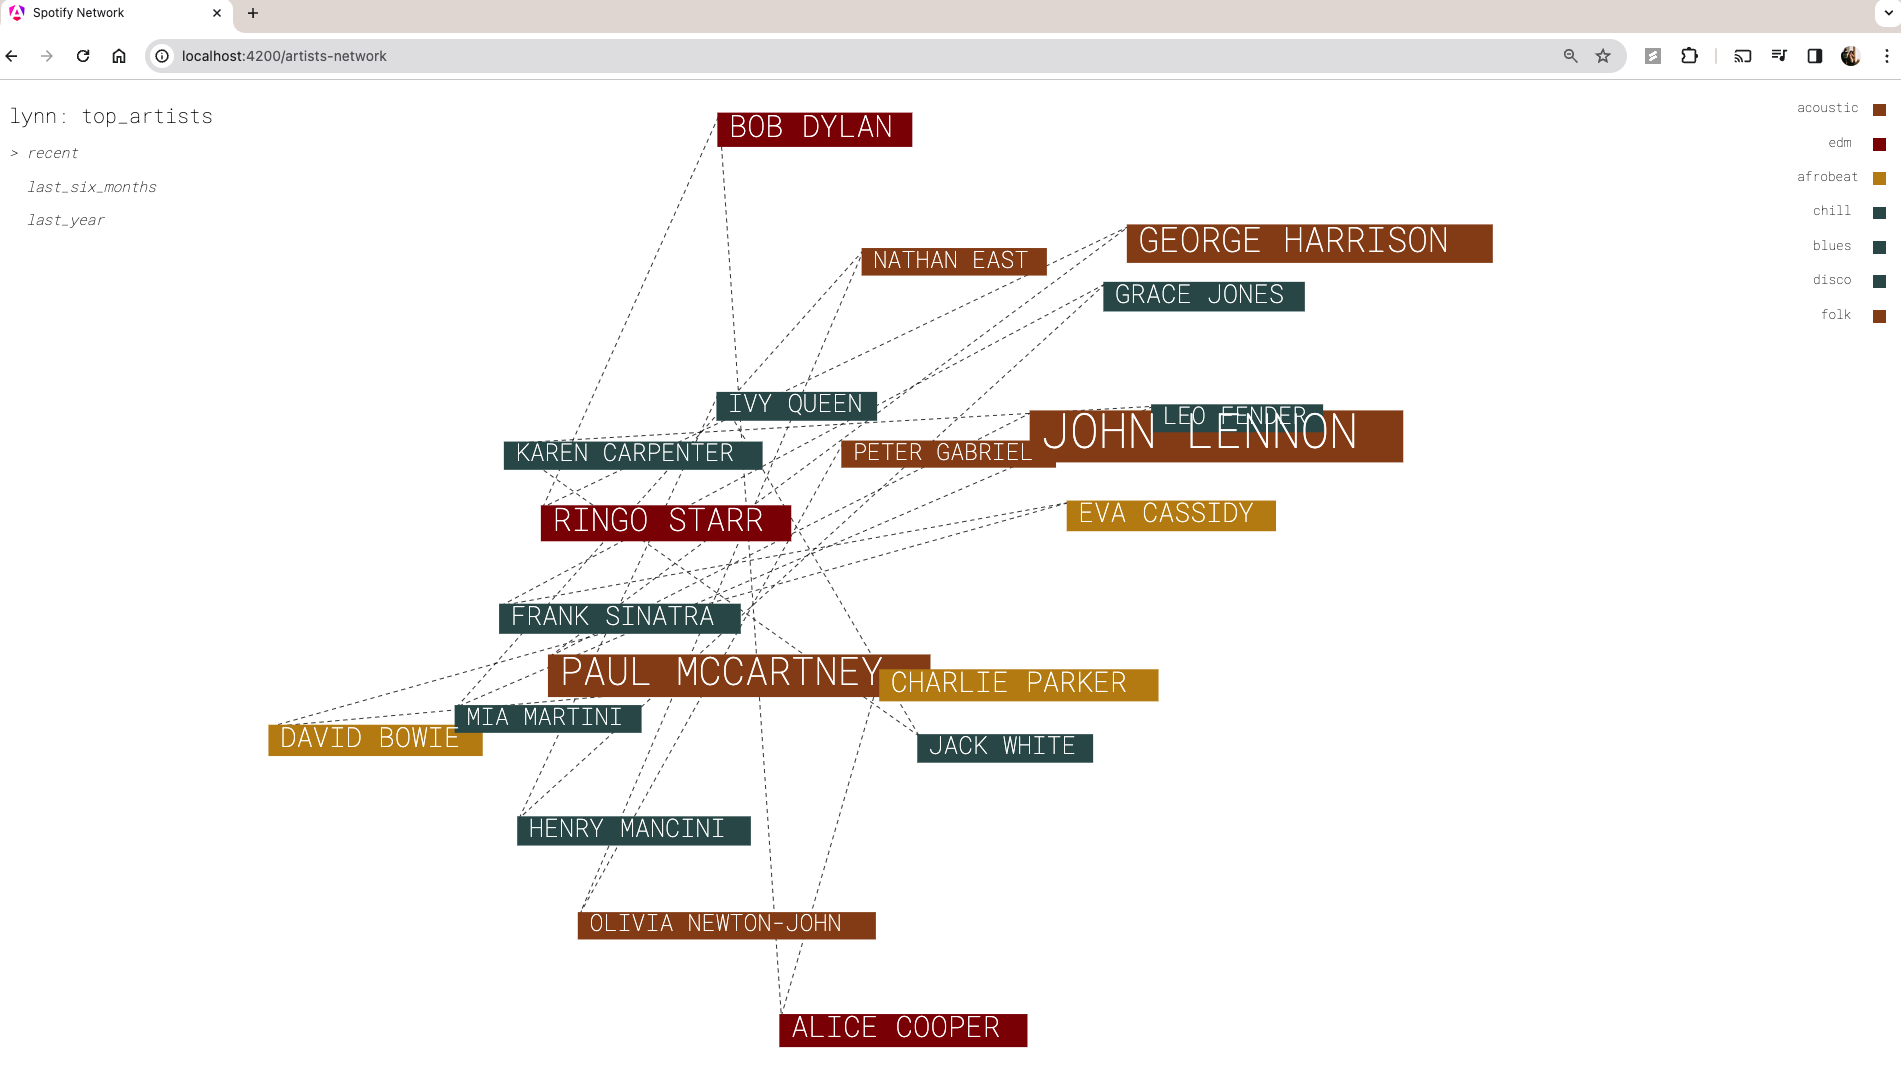 Spotify Network
localhost:4200/artists-network
lynn: top_artists
> recent
last_six_months
last_year
acoustic
edm
afrobeat
chill
blues
disco
folk
BOB DYLAN
GEORGE HARRISON
NATHAN EAST
GRACE JONES
IVY QUEEN
LEO FENDER
JOHN LENNON
KAREN CARPENTER
PETER GABRIEL
RINGO STARR
EVA CASSIDY
FRANK SINATRA
PAUL MCCARTNEY
CHARLIE PARKER
MIA MARTINI
DAVID BOWIE
JACK WHITE
HENRY MANCINI
OLIVIA NEWTON-JOHN
ALICE COOPER